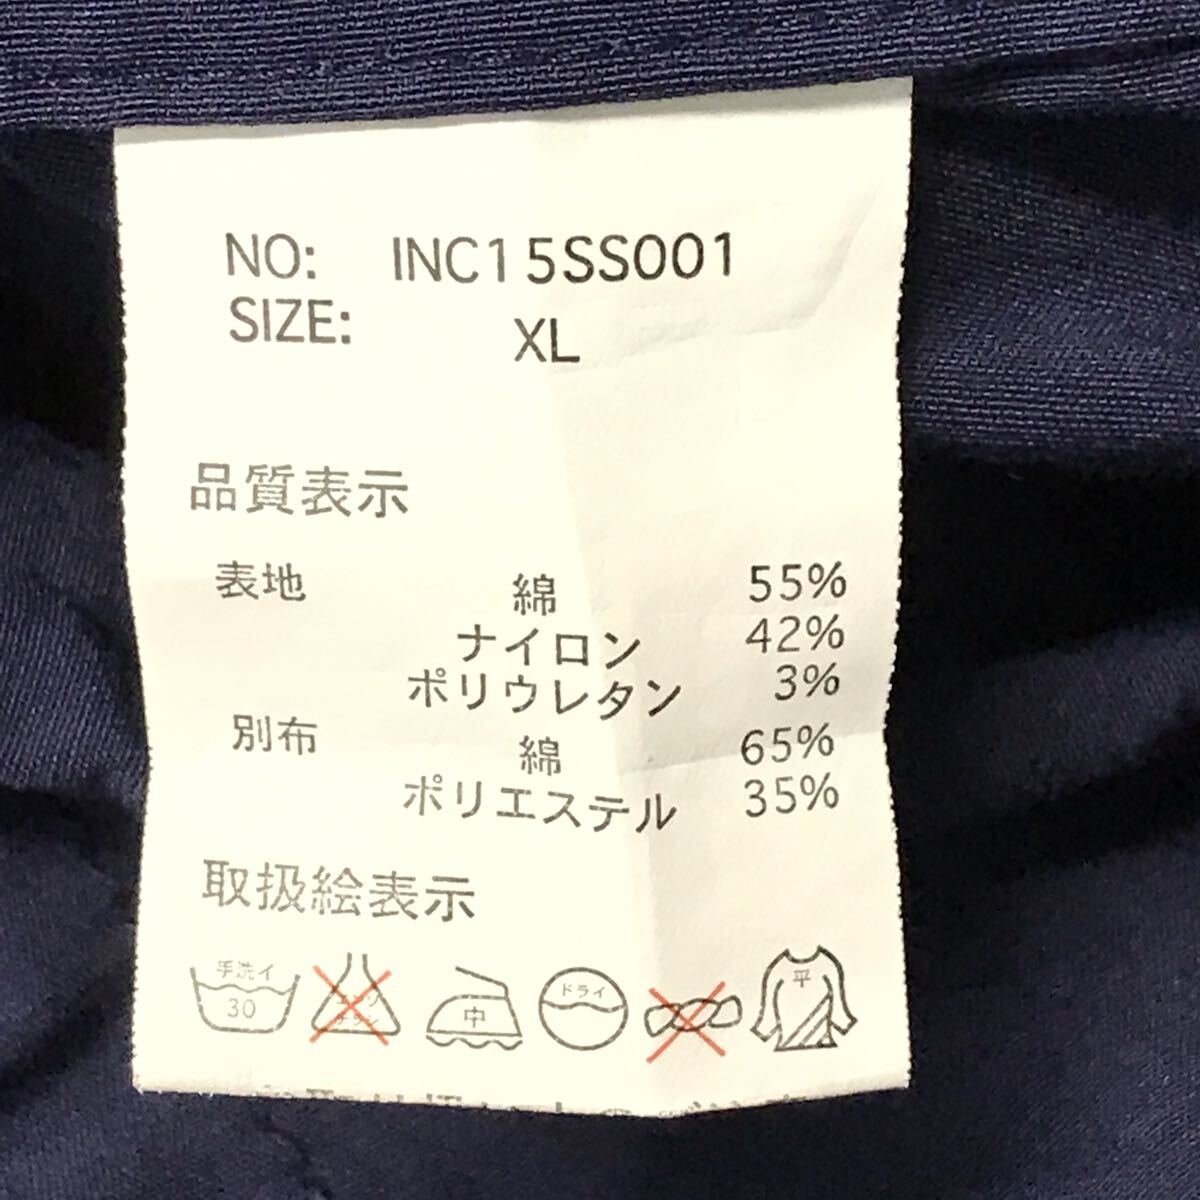 NO: INC15SS001
SIZE: XL
品質表示
表地 綿 55%
ナイロン 42%
ポリウレタン 3%
別布 綿 65%
ポリエステル 35%
取扱絵表示
手洗イ
30
中
ドライ
平